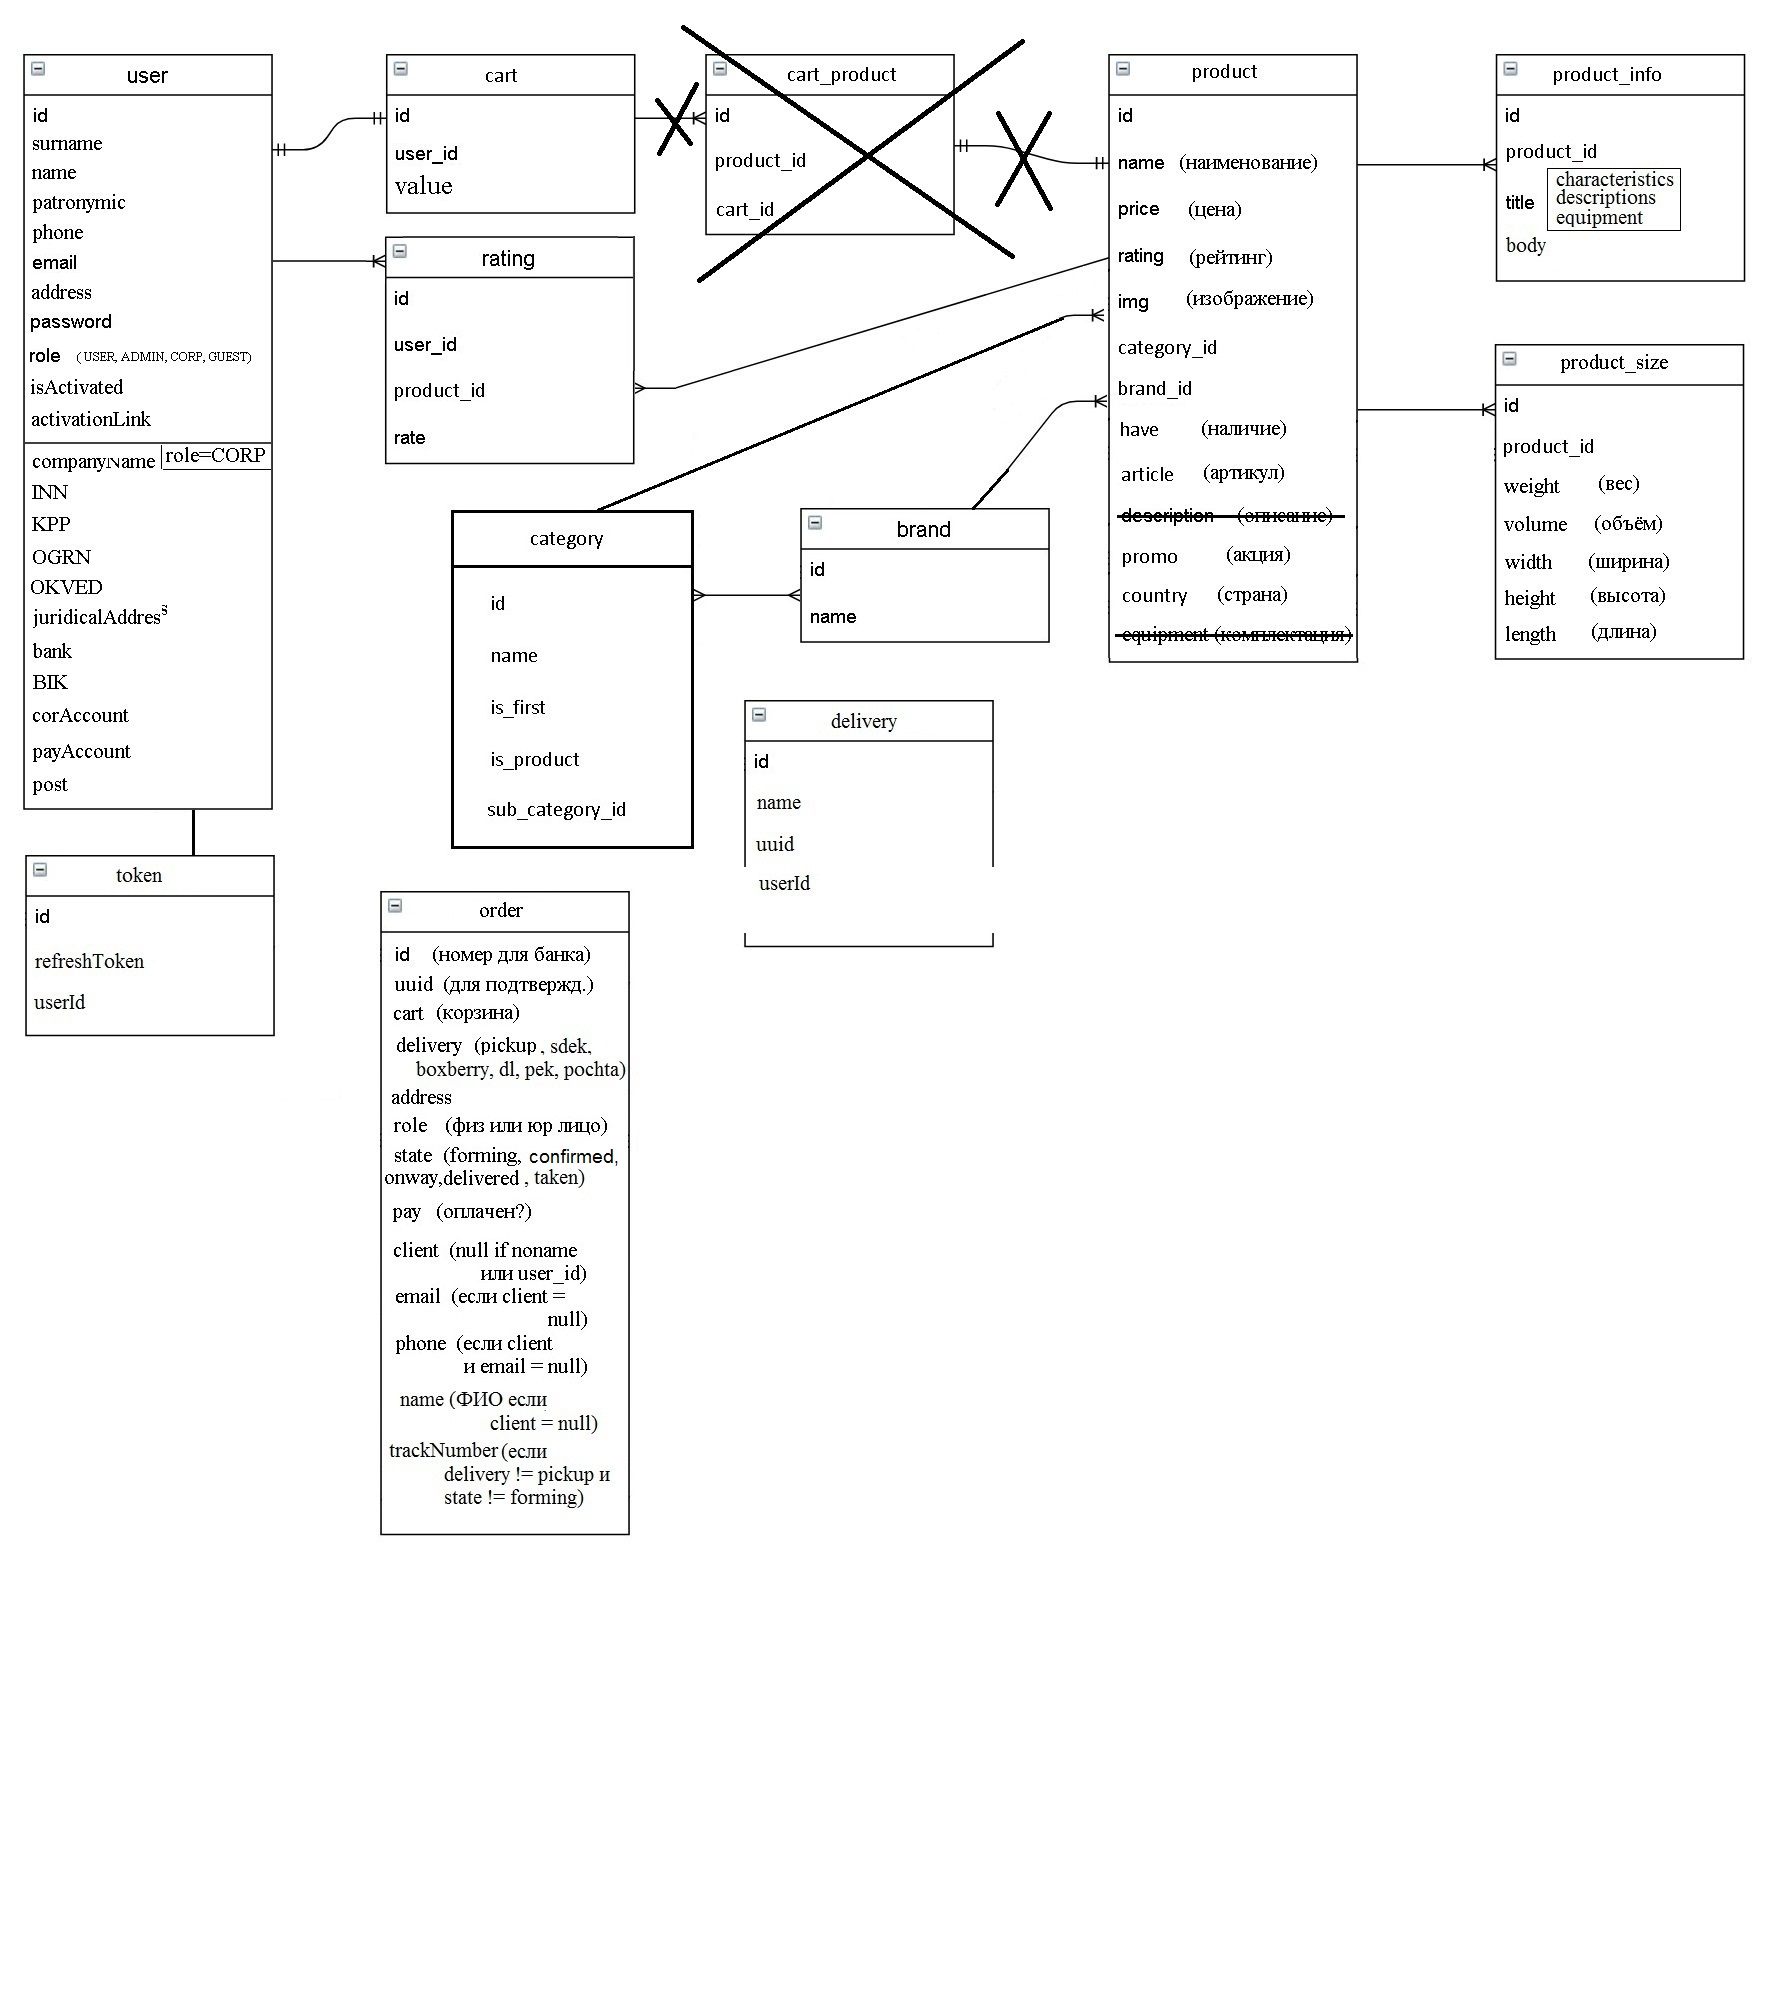 user
id
surname
name
patronymic
phone
email
address
password
role ( USER, ADMIN, CORP, GUEST)
isActivated
activationLink
companyName role=CORP
INN
KPP
OGRN
OKVED
juridicalAddress
bank
BIK
corAccount
payAccount
post
token
id
refreshToken
userId
cart
id
user_id
value
rating
id
user_id
product_id
rate
cart_product
id
product_id
cart_id
category
id
name
is_first
is_product
sub_category_id
brand
id
name
delivery
id
name
uuid
userId
order
id (номер для банка)
uuid (для подтвержд.)
cart (корзина)
delivery (pickup , sdek,
boxberry, dl, pek, pochta)
address
role (физ или юр лицо)
state (forming, confirmed,
onway,delivered , taken)
pay (оплачен?)
client (null if noname
или user_id)
email (если client =
null)
phone (если client
и email = null)
name (ФИО если
client = null)
trackNumber (если
delivery != pickup и
state != forming)
product
id
name (наименование)
price (цена)
rating (рейтинг)
img (изображение)
category_id
brand_id
have (наличие)
article (артикул)
description (описание)
promo (акция)
country (страна)
equipment (комплектация)
product_info
id
product_id
title characteristics
descriptions
equipment
body
product_size
id
product_id
weight (вес)
volume (объём)
width (ширина)
height (высота)
length (длина)